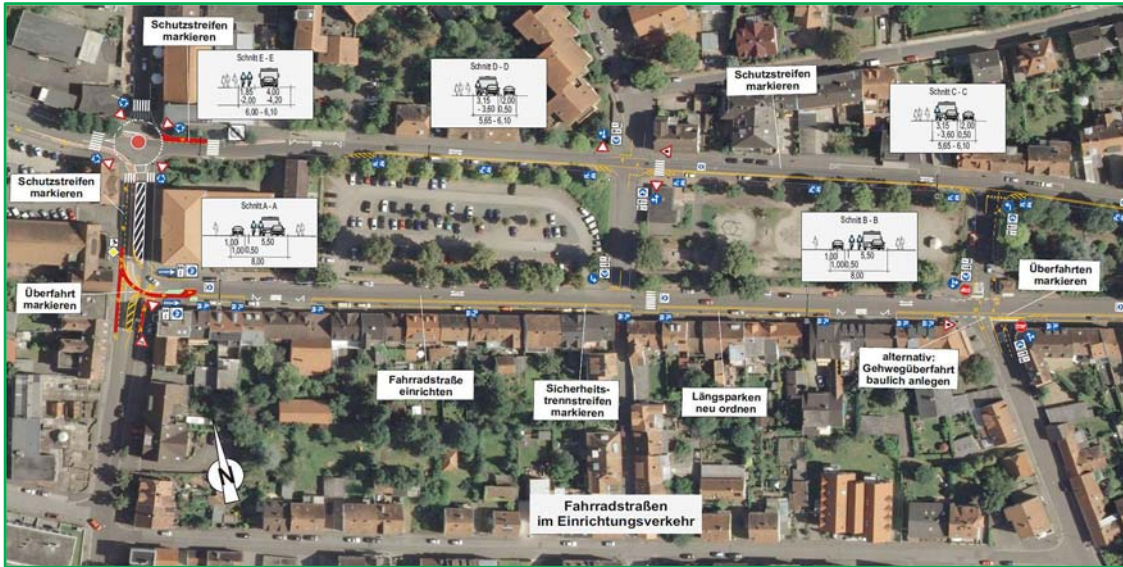 Schutzstreifen
markieren
Schnitt E - E
1,85
-2,00
4,00
-4,20
6,00 - 6,10
Schnitt D - D
3,15
- 3,60
2,00
0,50
5,65 - 6,10
Schutzstreifen
markieren
Schnitt C - C
3,15
- 3,60
2,00
0,50
5,65 - 6,10
Schutzstreifen
markieren
Schnitt A - A
1,00
5,50
1,00
0,50
8,00
Schnitt B - B
1,00
5,50
1,00
0,50
8,00
Überfahrt
markieren
Überfahrten
markieren
Fahrradstraße
einrichten
Sicherheits-
trennstreifen
markieren
Längsparken
neu ordnen
alternativ:
Gehwegüberfahrt
baulich anlegen
Fahrradstraßen
im Einrichtungsverkehr